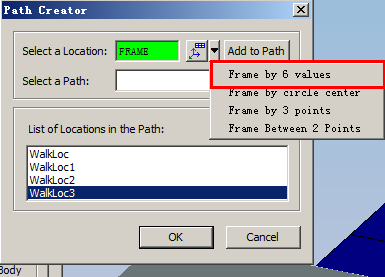 Path Creator
Select a Location: FRAME Add to Path
Select a Path:
Frame by 6 values
Frame by circle center
Frame by 3 points
Frame Between 2 Points
List of Locations in the Path:
WalkLoc
WalkLoc1
WalkLoc2
WalkLoc3
OK Cancel
Body